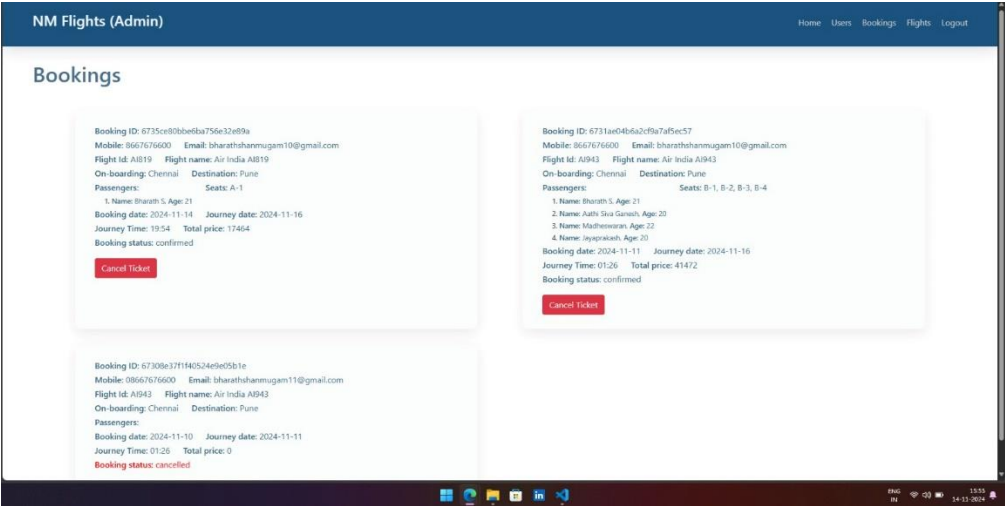 NM Flights (Admin)
Home Users Bookings Flights Logout
Bookings
Booking ID: 6735ce80bbe6ba756e32e89a
Mobile: 8667676600 Email: bharathshanmugam10@gmail.com
Flight Id: AI819 Flight name: Air India AI819
On-boarding: Chennai Destination: Pune
Passengers: Seats: A-1
1. Name: Bharath S, Age: 21
Booking date: 2024-11-14 Journey date: 2024-11-16
Journey Time: 19:54 Total price: 17464
Booking status: confirmed
Cancel Ticket
Booking ID: 6731ae04b6a2cf9a7af5ec57
Mobile: 8667676600 Email: bharathshanmugam10@gmail.com
Flight Id: AI943 Flight name: Air India AI943
On-boarding: Chennai Destination: Pune
Passengers: Seats: B-1, B-2, B-3, B-4
1. Name: Bharath S, Age: 21
2. Name: Aathi Siva Ganesh, Age: 20
3. Name: Madheswaran, Age: 22
4. Name: Jayaprakash, Age: 20
Booking date: 2024-11-11 Journey date: 2024-11-16
Journey Time: 01:26 Total price: 41472
Booking status: confirmed
Cancel Ticket
Booking ID: 67308e37f1f40524e9e05b1e
Mobile: 08667676600 Email: bharathshanmugam11@gmail.com
Flight Id: AI943 Flight name: Air India AI943
On-boarding: Chennai Destination: Pune
Passengers:
Booking date: 2024-11-10 Journey date: 2024-11-11
Journey Time: 01:26 Total price: 0
Booking status: cancelled
ENG 15:55
IN 14-11-2024